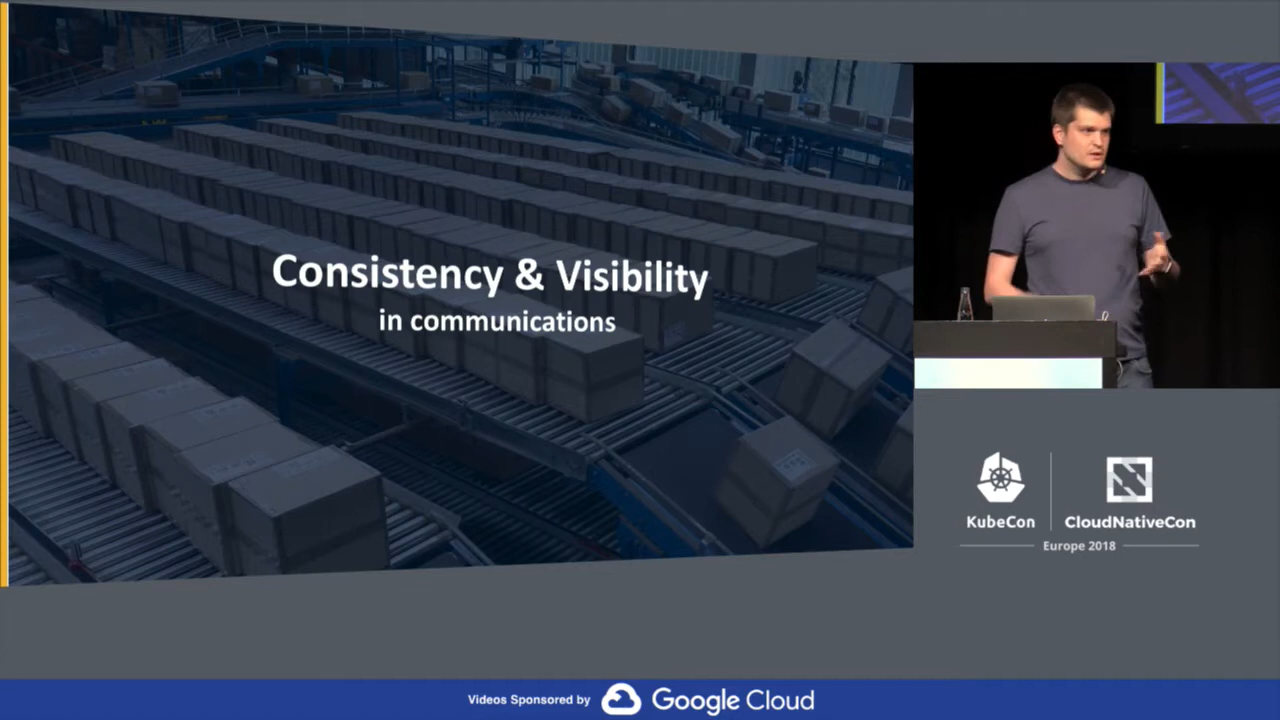 Consistency & Visibility
in communications
KubeCon
CloudNativeCon
Europe 2018
Videos Sponsored by
Google Cloud